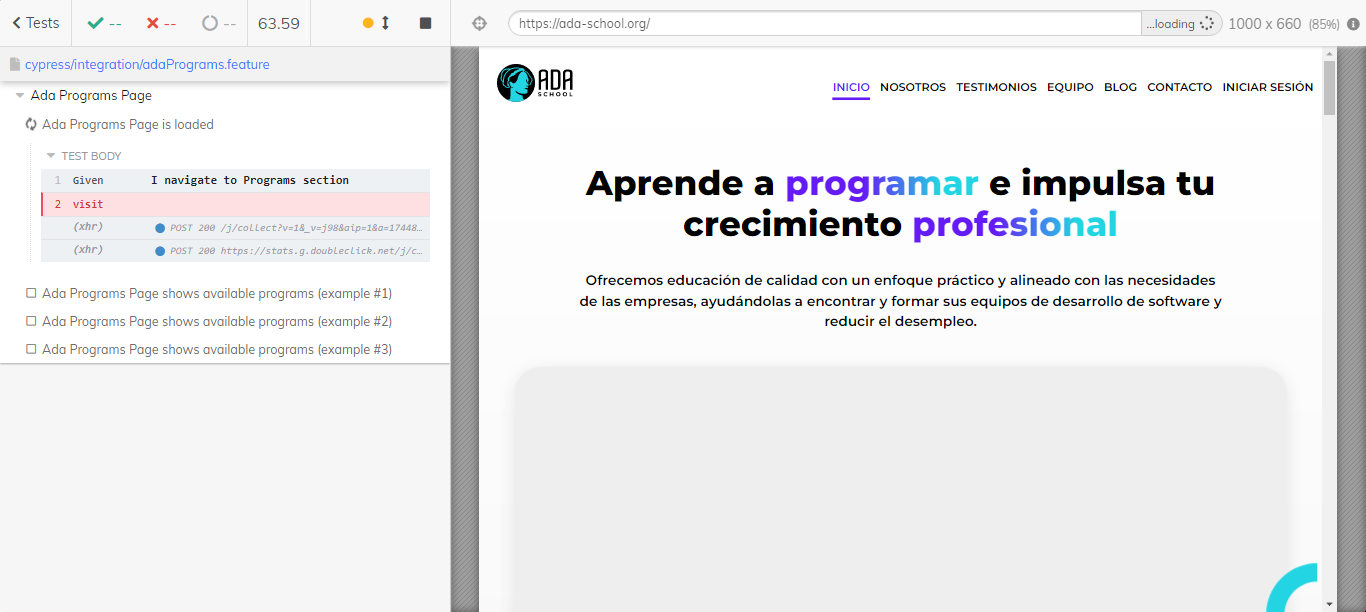 Tests
--
--
--
63.59
https://ada-school.org/
...loading
1000 x 660 (85%)
cypress/integration/adaPrograms.feature
Ada Programs Page
Ada Programs Page is loaded
TEST BODY
1 Given I navigate to Programs section
2 visit
(xhr) POST 200 /j/collect?v=1&_v=j98&aip=1&a=17448…
(xhr) POST 200 https://stats.g.doubleclick.net/j/c…
Ada Programs Page shows available programs (example #1)
Ada Programs Page shows available programs (example #2)
Ada Programs Page shows available programs (example #3)
ADA
SCHOOL
INICIO NOSOTROS TESTIMONIOS EQUIPO BLOG CONTACTO INICIAR SESIÓN
Aprende a programar e impulsa tu
crecimiento profesional
Ofrecemos educación de calidad con un enfoque práctico y alineado con las necesidades
de las empresas, ayudándolas a encontrar y formar sus equipos de desarrollo de software y
reducir el desempleo.